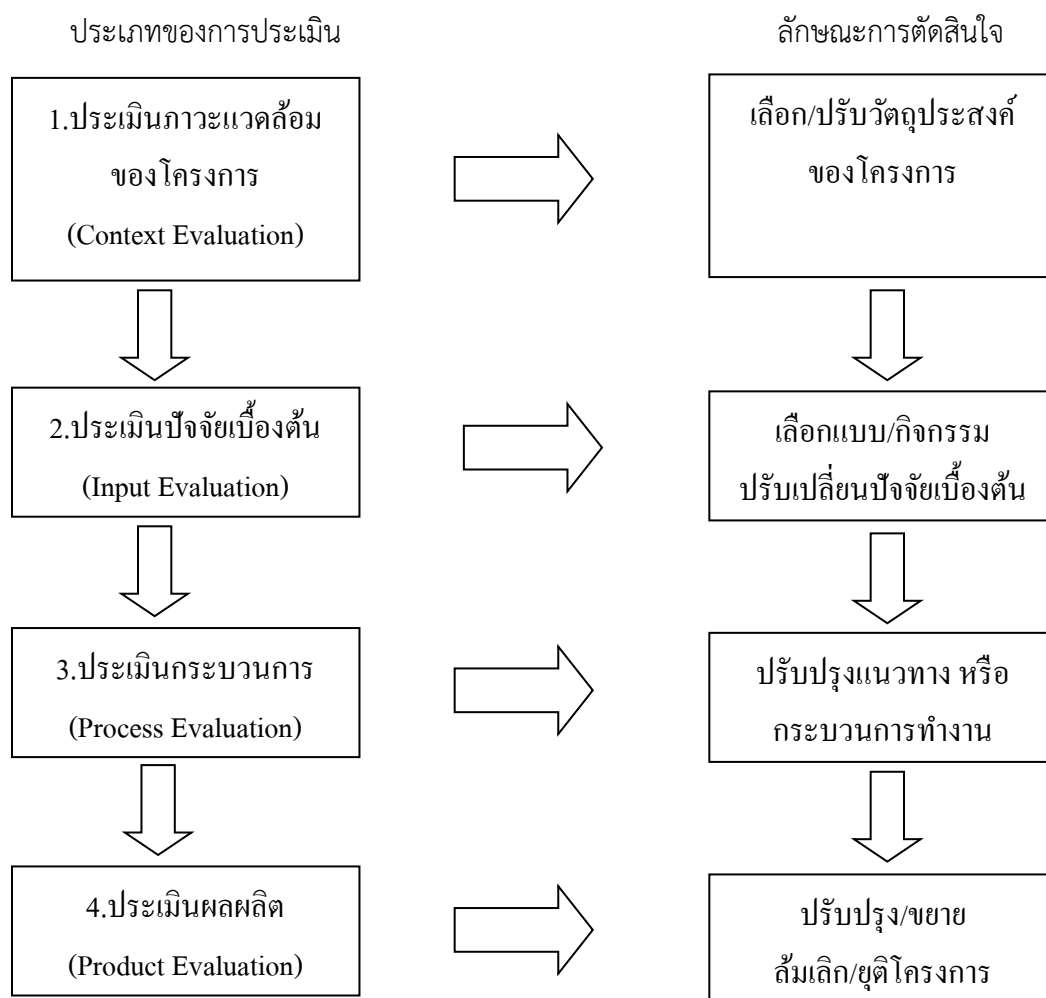 ประเภทของการประเมิน
ลักษณะการตัดสินใจ
1.ประเมินภาวะแวดล้อม
ของโครงการ
(Context Evaluation)
เลือก/ปรับวัตถุประสงค์
ของโครงการ
2.ประเมินปัจจัยเบื้องต้น
(Input Evaluation)
เลือกแบบ/กิจกรรม
ปรับเปลี่ยนปัจจัยเบื้องต้น
3.ประเมินกระบวนการ
(Process Evaluation)
ปรับปรุงแนวทาง หรือ
กระบวนการทำงาน
4.ประเมินผลผลิต
(Product Evaluation)
ปรับปรุง/ขยาย
ล้มเลิก/ยุติโครงการ